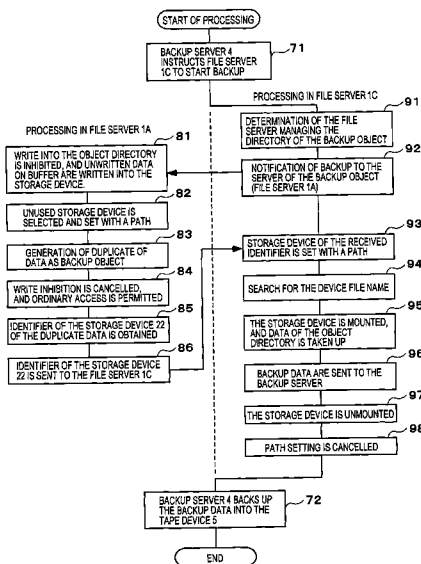 START OF PROCESSING
71
BACKUP SERVER 4
INSTRUCTS FILE SERVER
1C TO START BACKUP
PROCESSING IN FILE SERVER 1C
91
DETERMINATION OF THE FILE
SERVER MANAGING THE
DIRECTORY OF THE BACKUP OBJECT
92
NOTIFICATION OF BACKUP TO THE
SERVER OF THE BACKUP OBJECT
(FILE SERVER 1A)
PROCESSING IN FILE SERVER 1A
81
WRITE INTO THE OBJECT DIRECTORY
IS INHIBITED, AND UNWRITTEN DATA
ON BUFFER ARE WRITTEN INTO THE
STORAGE DEVICE.
82
UNUSED STORAGE DEVICE IS
SELECTED AND SET WITH A PATH
83
GENERATION OF DUPLICATE OF
DATA AS BACKUP OBJECT
84
WRITE INHIBITION IS CANCELLED,
AND ORDINARY ACCESS IS PERMITTED
85
IDENTIFIER OF THE STORAGE DEVICE 22
OF THE DUPLICATE DATA IS OBTAINED
86
IDENTIFIER OF THE STORAGE DEVICE
22 IS SENT TO THE FILE SERVER 1C
93
STORAGE DEVICE OF THE RECEIVED
IDENTIFIER IS SET WITH A PATH
94
SEARCH FOR THE DEVICE FILE NAME
95
THE STORAGE DEVICE IS MOUNTED,
AND DATA OF THE OBJECT
DIRECTORY IS TAKEN UP
96
BACKUP DATA ARE SENT TO THE
BACKUP SERVER
97
THE STORAGE DEVICE IS UNMOUNTED
98
PATH SETTING IS CANCELLED
BACKUP SERVER 4 BACKS UP
THE BACKUP DATA INTO THE
TAPE DEVICE 5
72
END